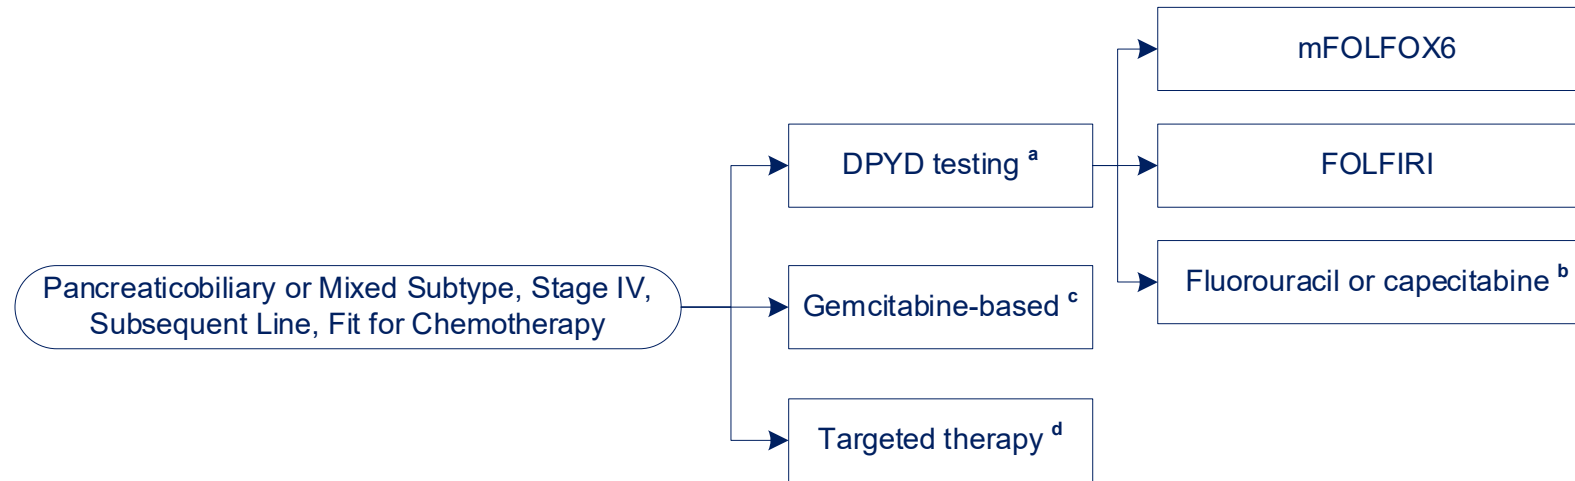 mFOLFOX6
DPYD testing a
FOLFIRI
Pancreaticobiliary or Mixed Subtype, Stage IV,
Subsequent Line, Fit for Chemotherapy
Gemcitabine-based c
Fluorouracil or capecitabine b
Targeted therapy d